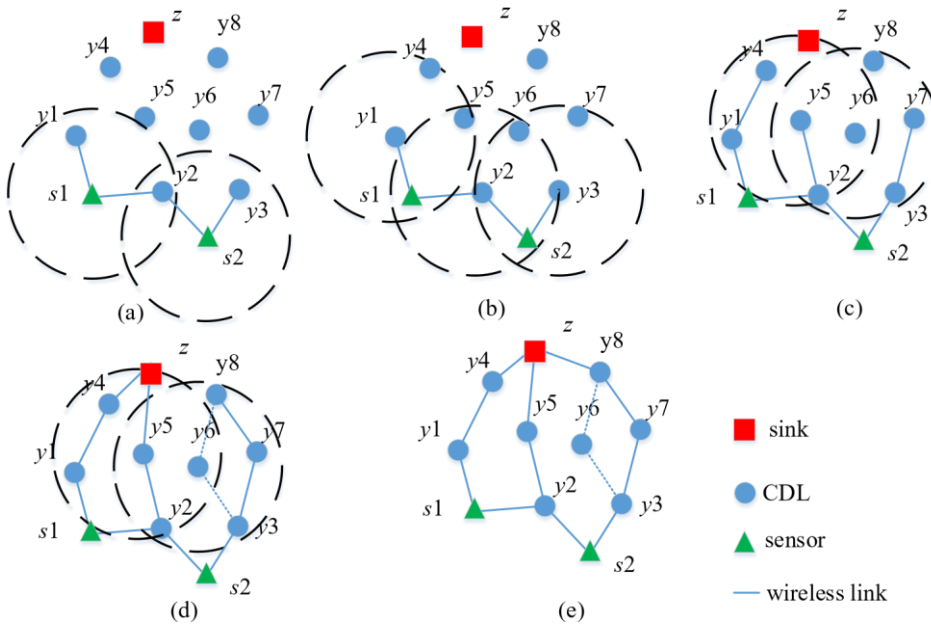 z
y4
y8
y1
y5
y6
y7
s1
y2
y3
s2
(a)
z
y4
y8
y1
y5
y6
y7
s1
y2
y3
s2
(b)
z
y4
y8
y1
y5
y6
y7
s1
y2
y3
s2
(c)
z
y4
y8
y1
y5
y6
y7
s1
y2
y3
s2
(d)
z
y4
y8
y1
y5
y6
y7
s1
y2
y3
s2
(e)
sink
CDL
sensor
wireless link